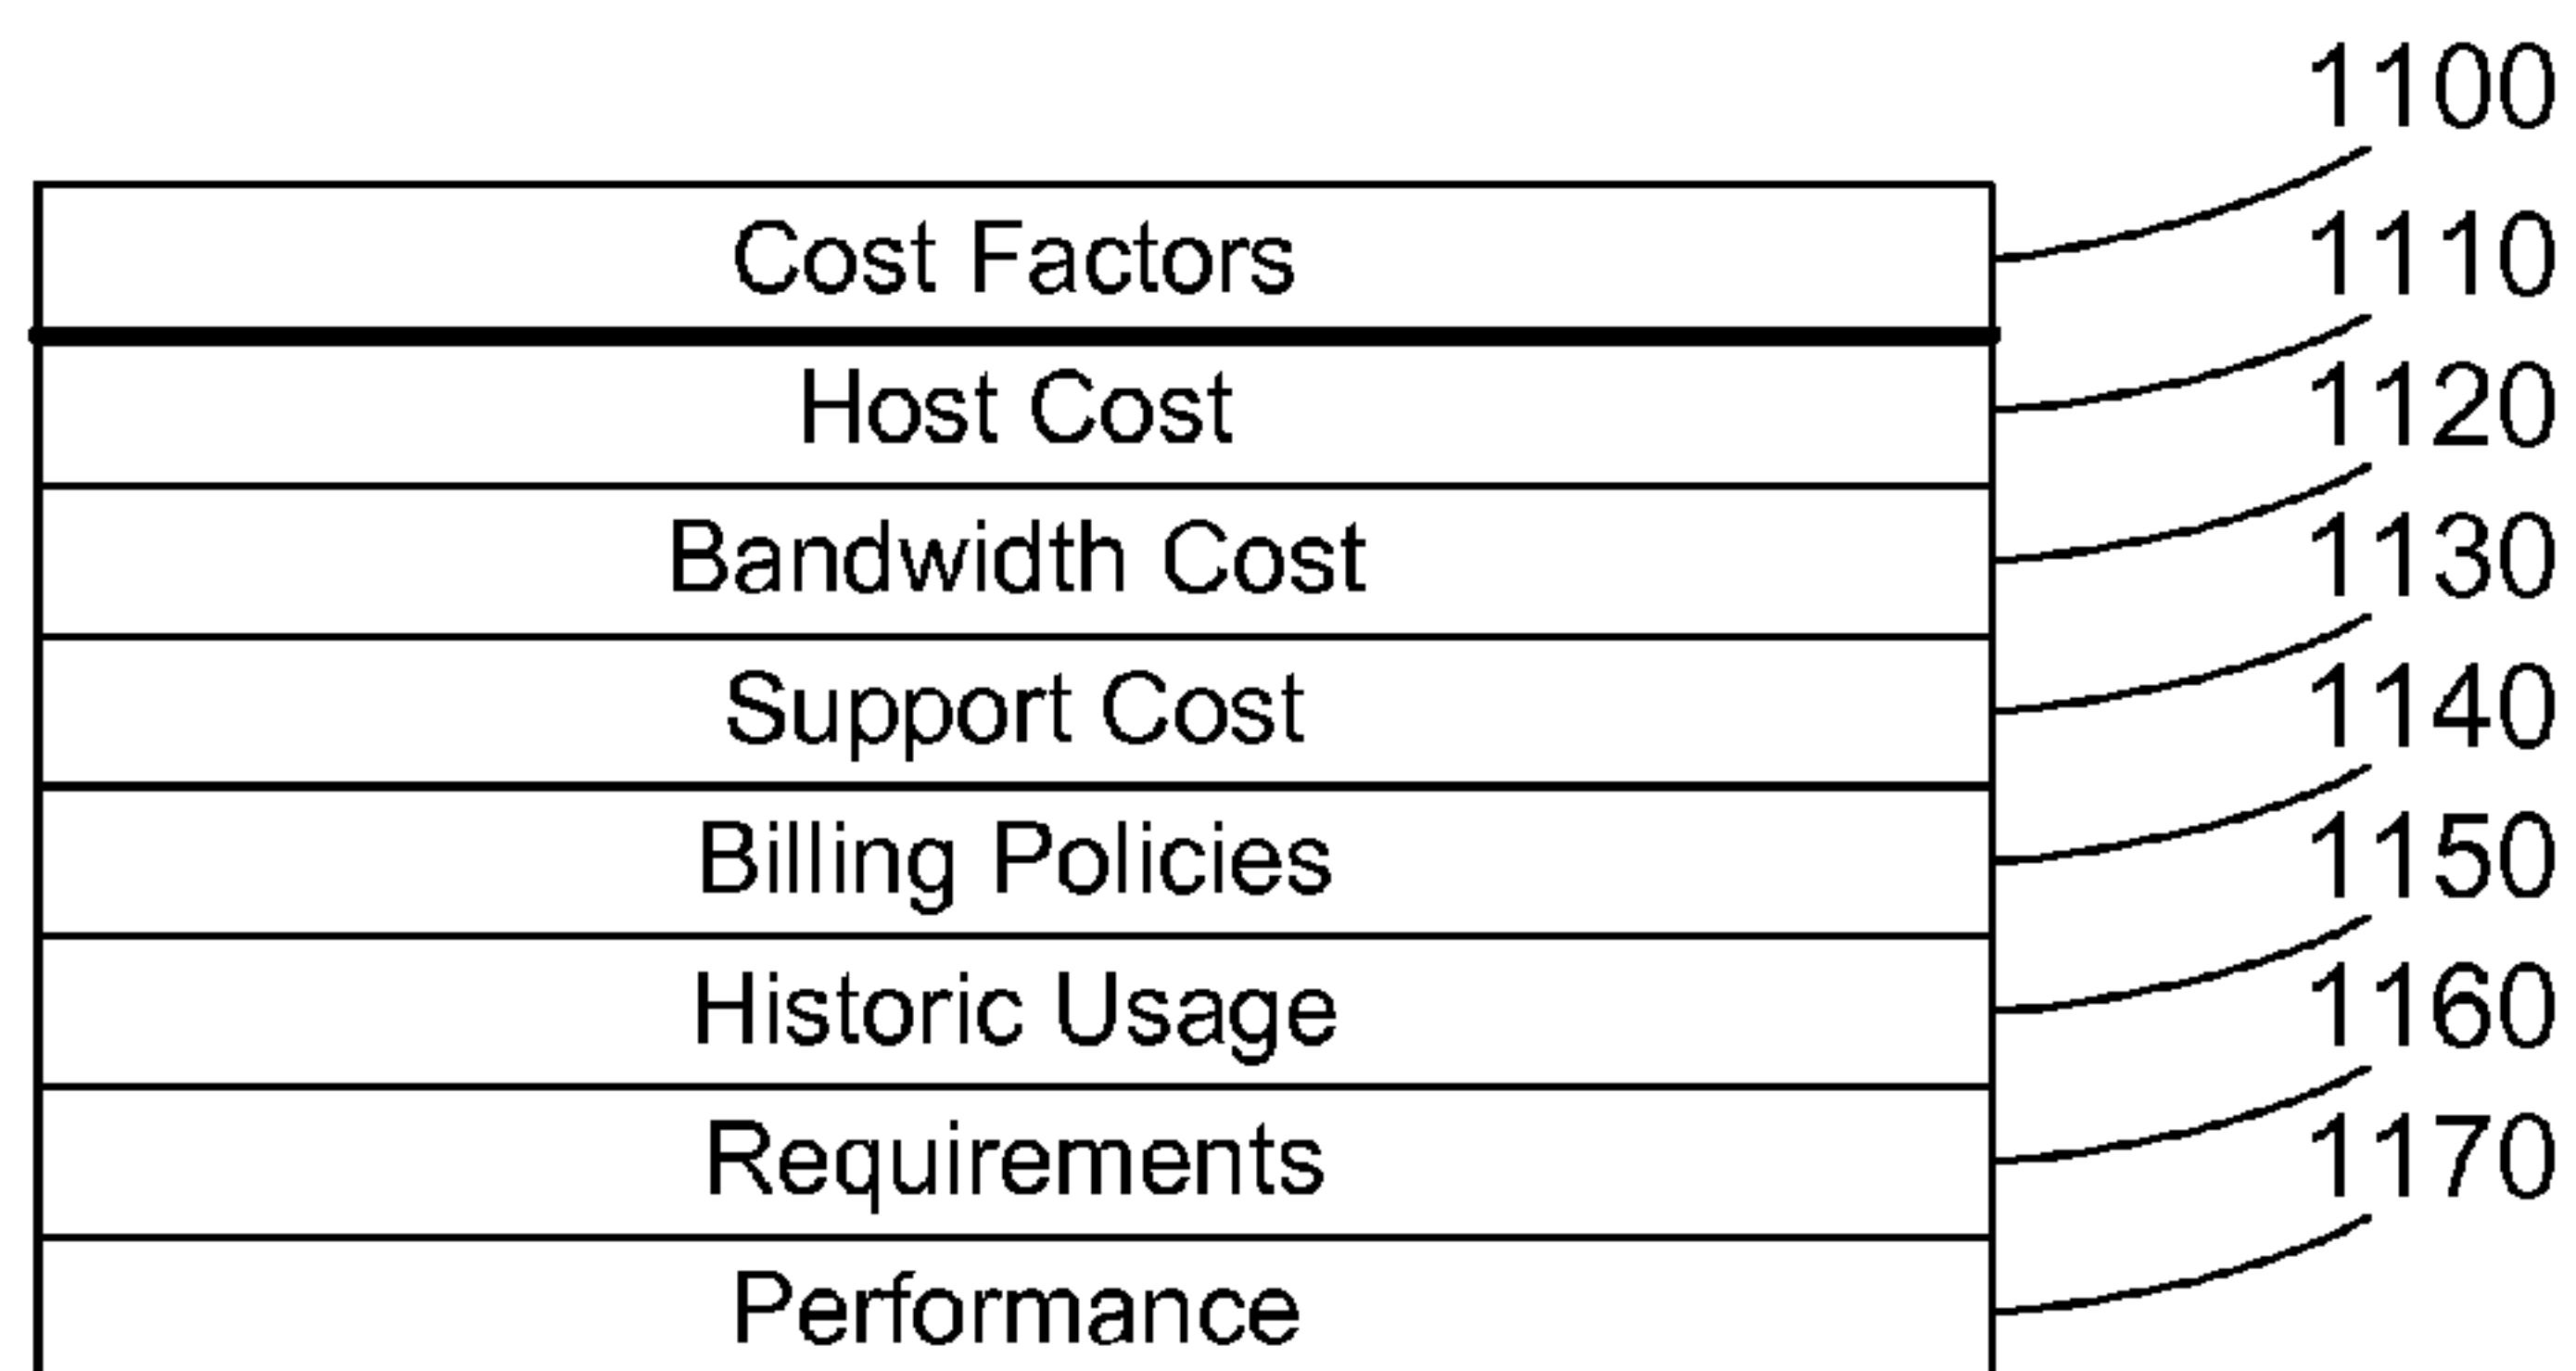 1100
Cost Factors
1110
Host Cost
1120
Bandwidth Cost
1130
Support Cost
1140
Billing Policies
1150
Historic Usage
1160
Requirements
1170
Performance